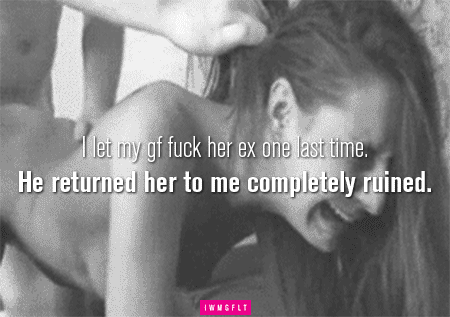 I let my gf fuck her ex one last time.
He returned her to me completely ruined.
IWMGFLT